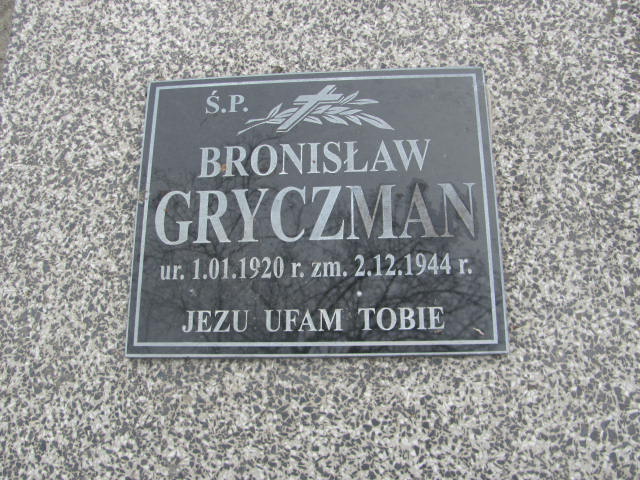 Ś.P.
BRONISŁAW
GRYCZMAN
ur. 1.01.1920 r. zm. 2.12.1944 r.
JEZU UFAM TOBIE